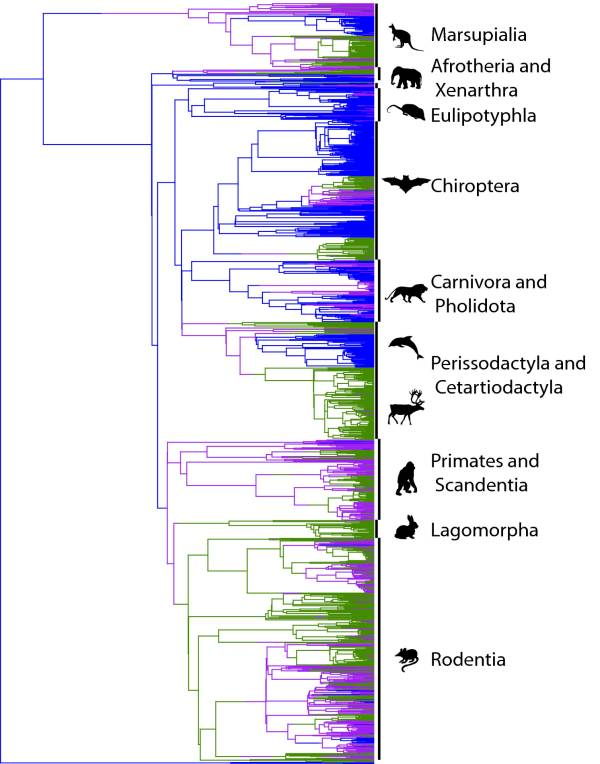 Marsupialia
Afrotheria and
Xenarthra
Eulipotyphla
Chiroptera
Carnivora and
Pholidota
Perissodactyla and
Cetartiodactyla
Primates and
Scandentia
Lagomorpha
Rodentia